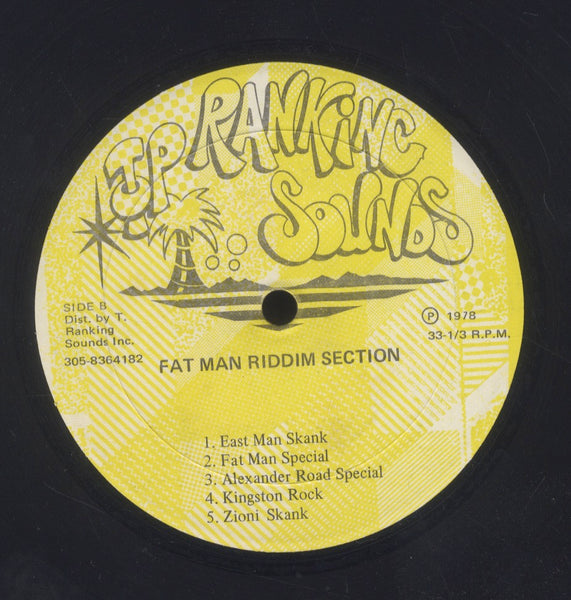 JP RANKiNG
SOUNDS
SIDE B
Dist. by T.
Ranking
Sounds Inc.
305-8364182
Ⓟ 1978
33-1/3 R.P.M.
FAT MAN RIDDIM SECTION
1. East Man Skank
2. Fat Man Special
3. Alexander Road Special
4. Kingston Rock
5. Zioni Skank